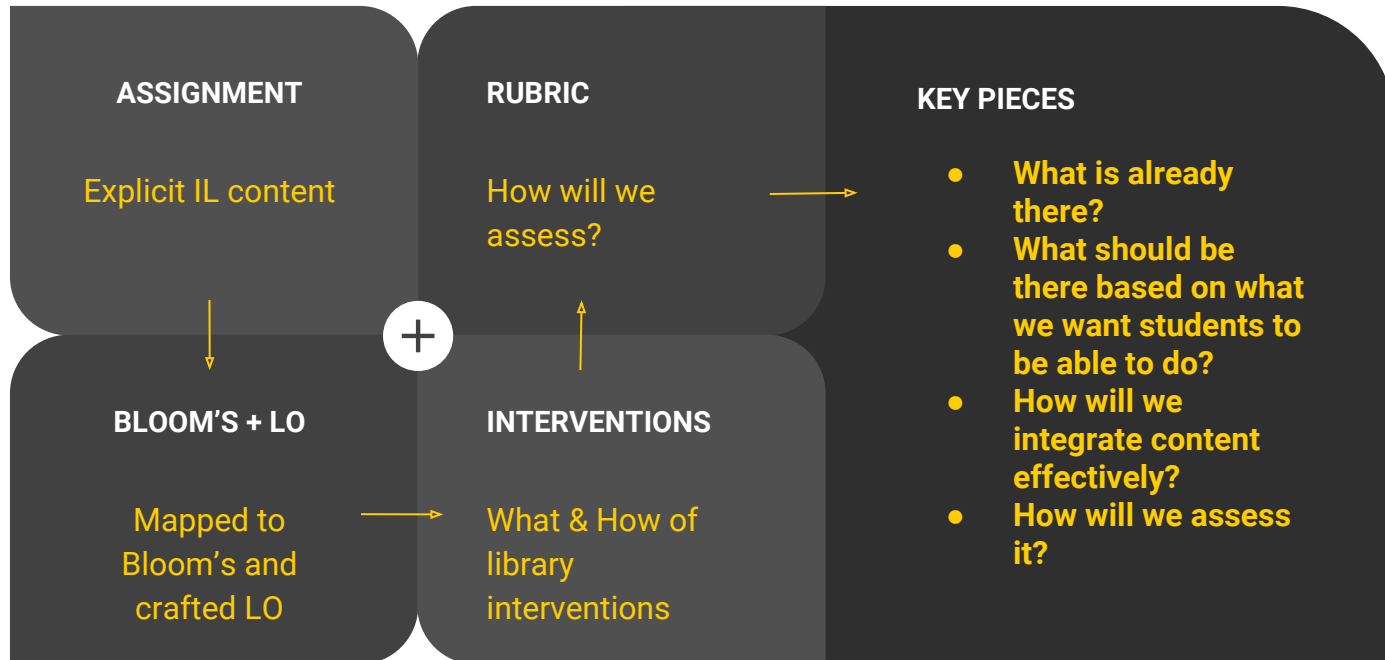 ASSIGNMENT
Explicit IL content
BLOOM’S + LO
Mapped to
Bloom’s and
crafted LO
INTERVENTIONS
What & How of
library
interventions
RUBRIC
How will we
assess?
KEY PIECES
● What is already
there?
● What should be
there based on what
we want students to
be able to do?
● How will we
integrate content
effectively?
● How will we assess
it?